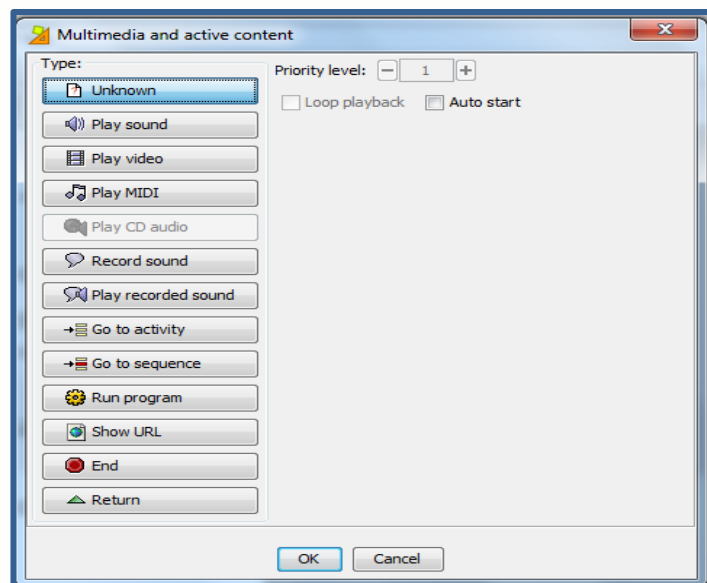 Multimedia and active content
Type:
Unknown
Play sound
Play video
Play MIDI
Play CD audio
Record sound
Play recorded sound
Go to activity
Go to sequence
Run program
Show URL
End
Return
Priority level: 1
Loop playback Auto start
OK Cancel